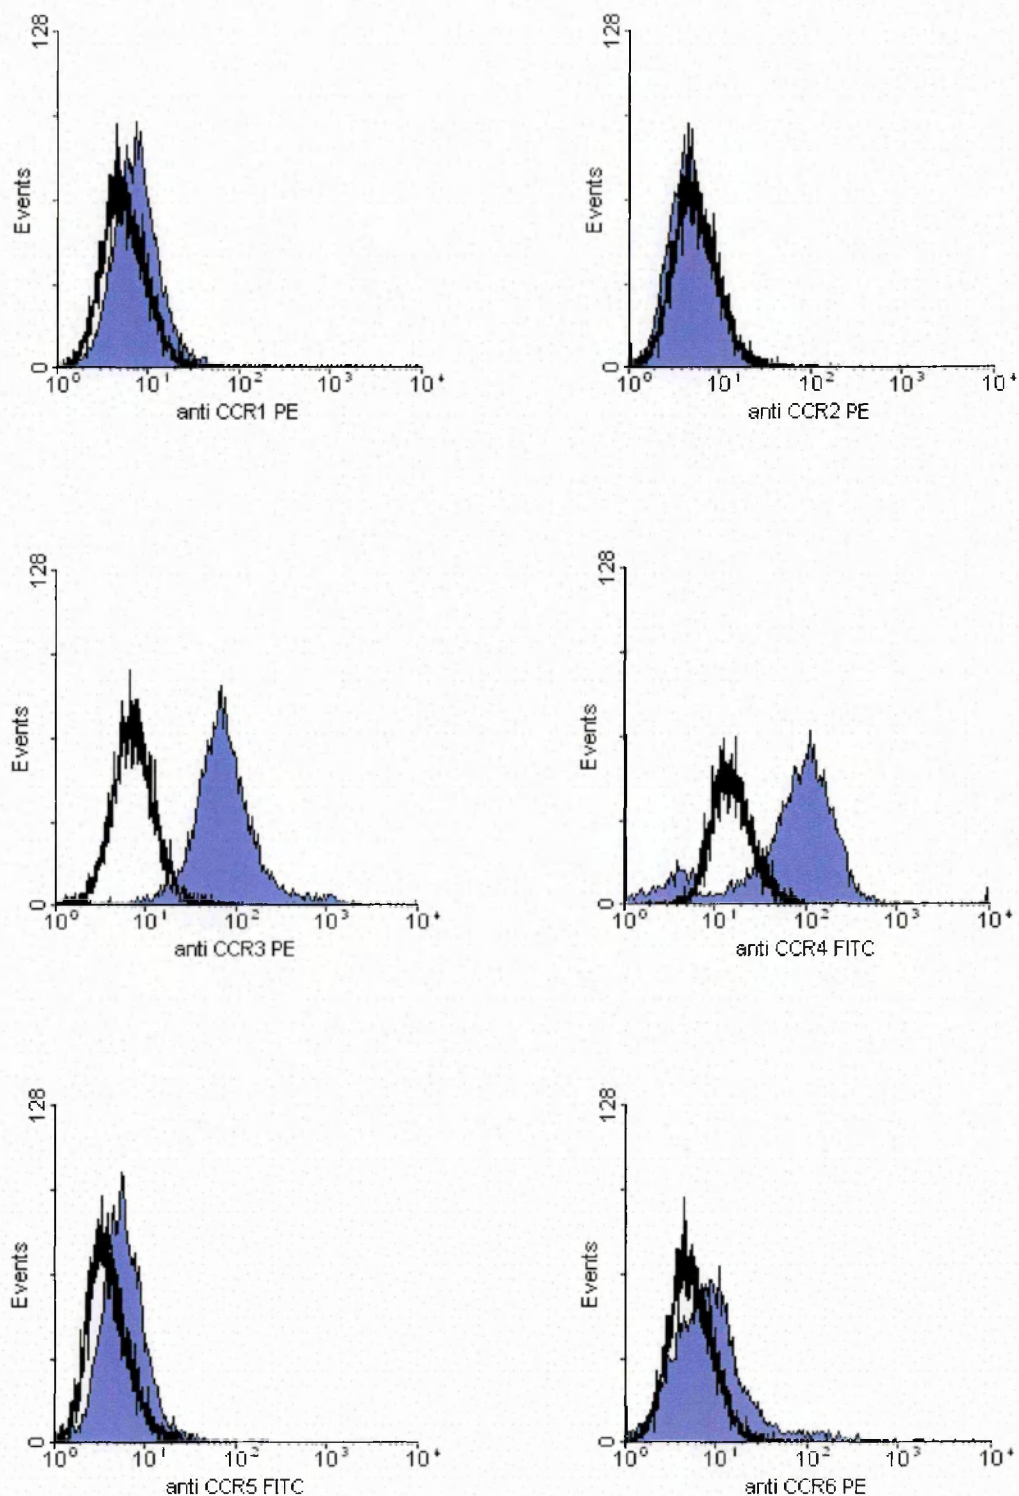 128
Events
0
10⁰ 10¹ 10² 10³ 10⁴
anti CCR1 PE
128
Events
0
10⁰ 10¹ 10² 10³ 10⁴
anti CCR2 PE
128
Events
0
10⁰ 10¹ 10² 10³ 10⁴
anti CCR3 PE
128
Events
0
10⁰ 10¹ 10² 10³ 10⁴
anti CCR4 FITC
128
Events
0
10⁰ 10¹ 10² 10³ 10⁴
anti CCR5 FITC
128
Events
0
10⁰ 10¹ 10² 10³ 10⁴
anti CCR6 PE